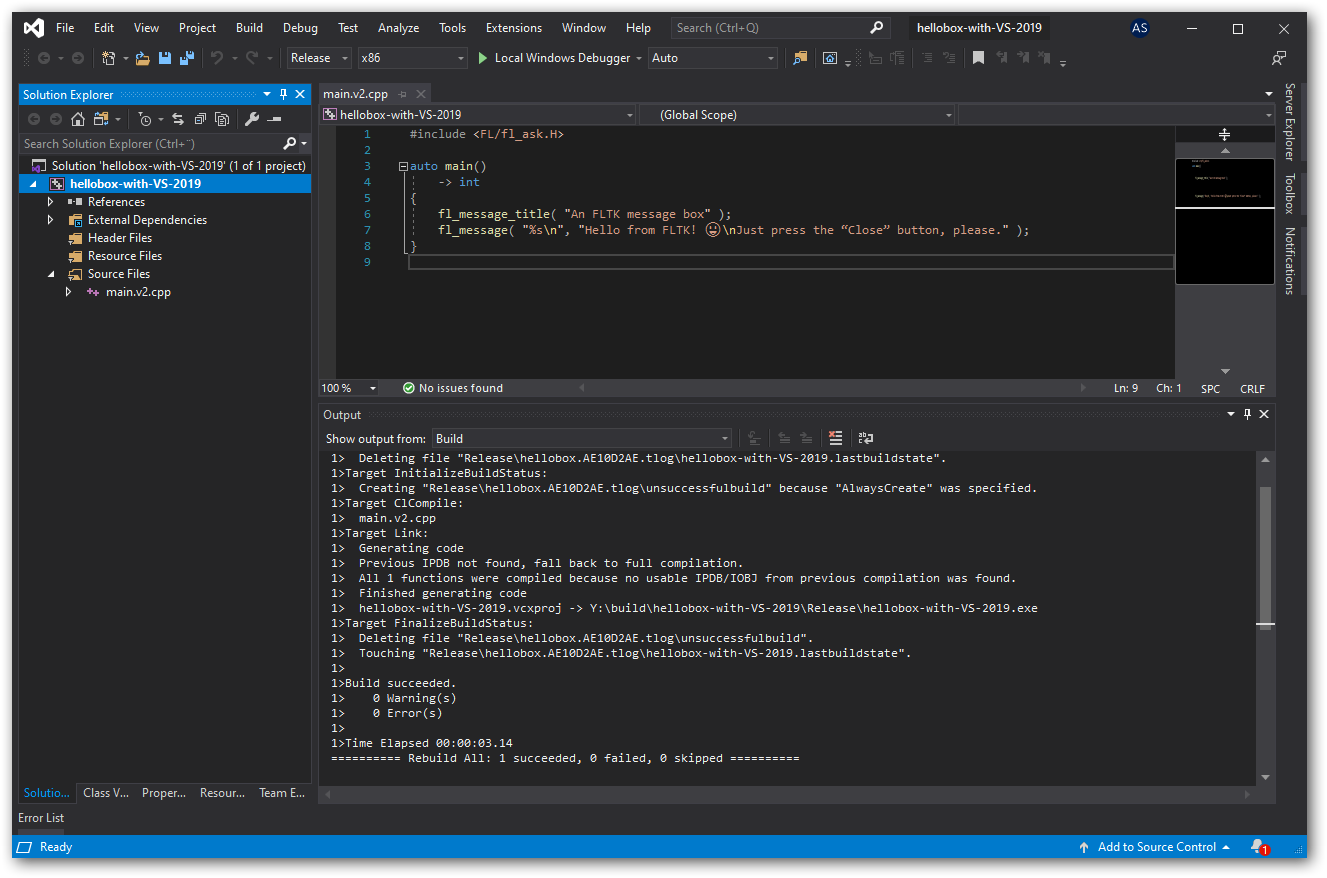 File Edit View Project Build Debug Test Analyze Tools Extensions Window Help Search (Ctrl+Q) hellobox-with-VS-2019 AS
Release x86 Local Windows Debugger Auto
Solution Explorer
Search Solution Explorer (Ctrl+¨)
Solution 'hellobox-with-VS-2019' (1 of 1 project)
hellobox-with-VS-2019
References
External Dependencies
Header Files
Resource Files
Source Files
main.v2.cpp
Solutio... Class V... Proper... Resour... Team E...
main.v2.cpp
hellobox-with-VS-2019 (Global Scope)
1 #include <FL/fl_ask.H>
2
3 auto main()
4 -> int
5 {
6 fl_message_title( "An FLTK message box" );
7 fl_message( "%s\n", "Hello from FLTK! 😀\nJust press the “Close” button, please." );
8 }
9
100 % No issues found Ln: 9 Ch: 1 SPC CRLF
Output
Show output from: Build
1> Deleting file "Release\hellobox.AE10D2AE.tlog\hellobox-with-VS-2019.lastbuildstate".
1>Target InitializeBuildStatus:
1> Creating "Release\hellobox.AE10D2AE.tlog\unsuccessfulbuild" because "AlwaysCreate" was specified.
1>Target ClCompile:
1> main.v2.cpp
1>Target Link:
1> Generating code
1> Previous IPDB not found, fall back to full compilation.
1> All 1 functions were compiled because no usable IPDB/IOBJ from previous compilation was found.
1> Finished generating code
1> hellobox-with-VS-2019.vcxproj -> Y:\build\hellobox-with-VS-2019\Release\hellobox-with-VS-2019.exe
1>Target FinalizeBuildStatus:
1> Deleting file "Release\hellobox.AE10D2AE.tlog\unsuccessfulbuild".
1> Touching "Release\hellobox.AE10D2AE.tlog\hellobox-with-VS-2019.lastbuildstate".
1>
1>Build succeeded.
1> 0 Warning(s)
1> 0 Error(s)
1>
1>Time Elapsed 00:00:03.14
========== Rebuild All: 1 succeeded, 0 failed, 0 skipped ==========
Server Explorer
Toolbox
Notifications
Error List
Ready Add to Source Control 1